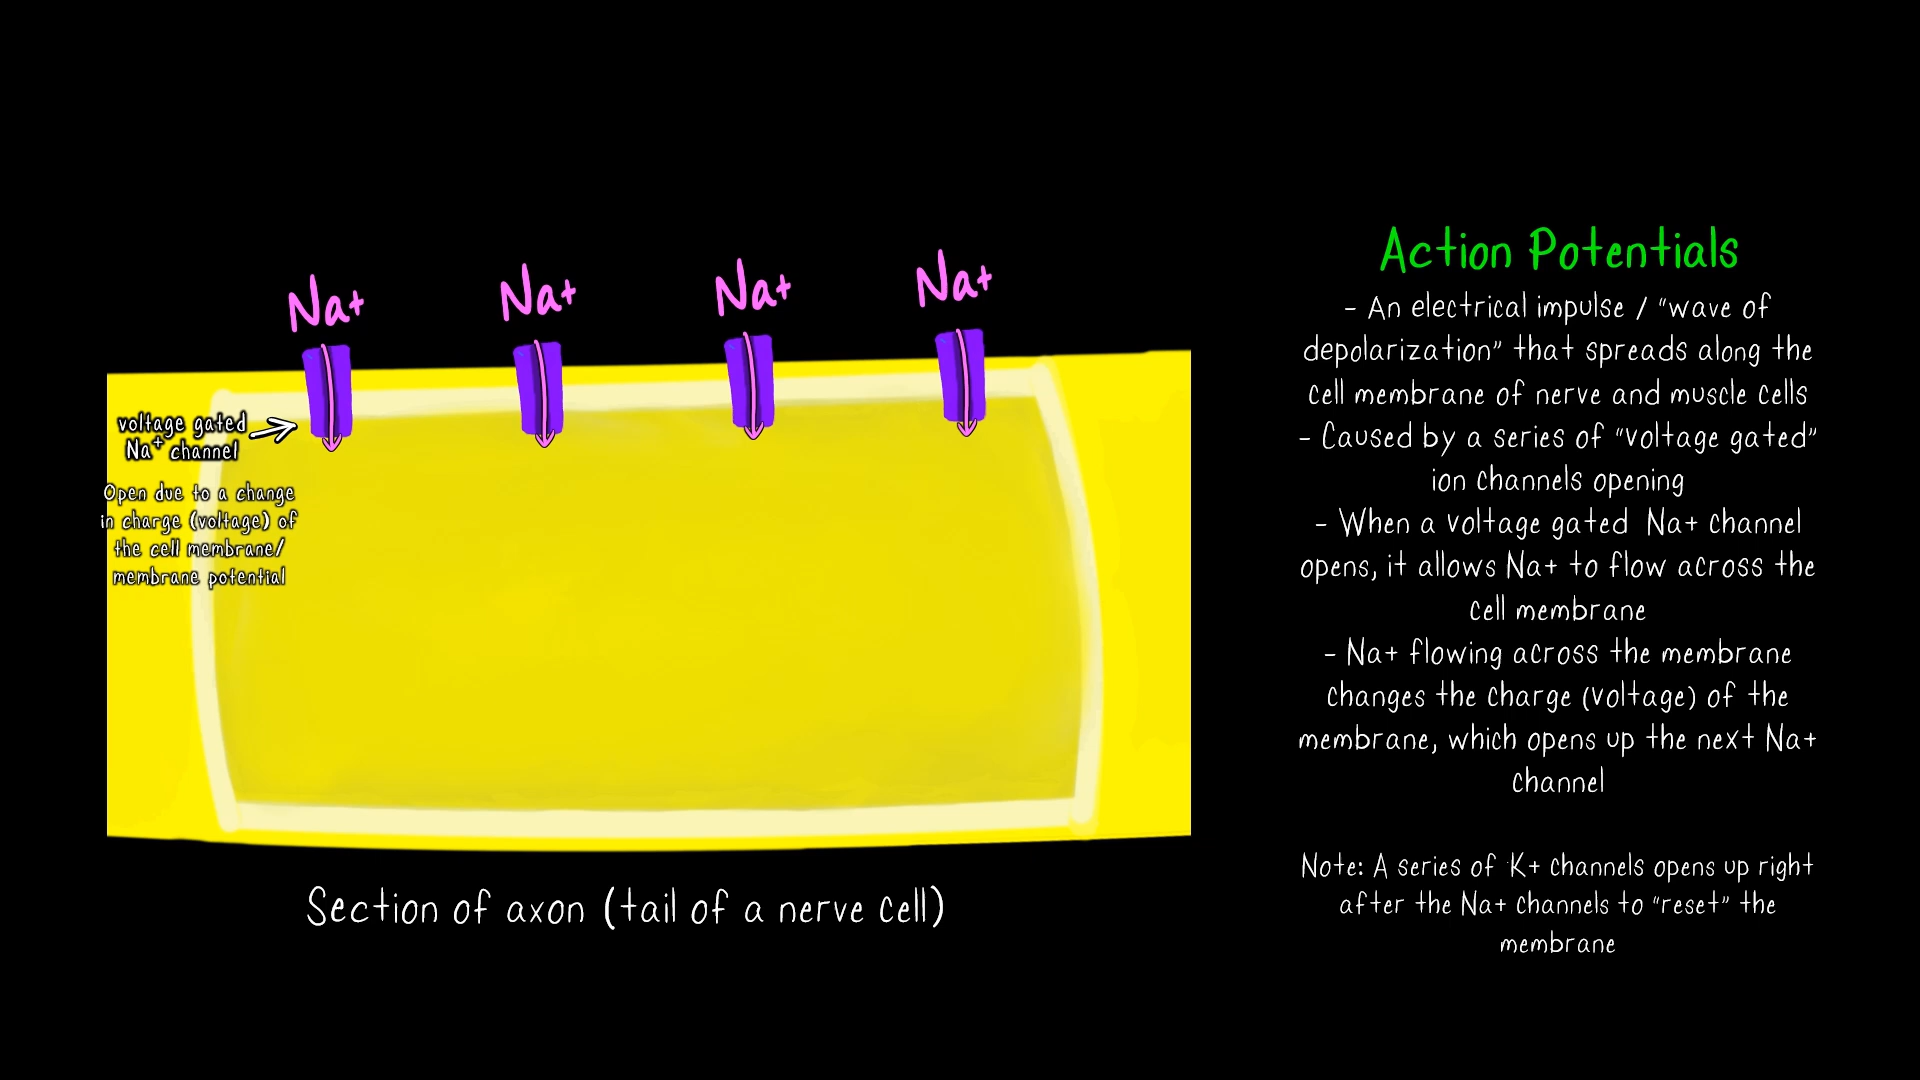 Na+ Na+ Na+ Na+
voltage gated
Na+ channel
Open due to a change
in charge (voltage) of
the cell membrane/
membrane potential
Section of axon (tail of a nerve cell)
Action Potentials
- An electrical impulse / "wave of
depolarization" that spreads along the
cell membrane of nerve and muscle cells
- Caused by a series of "voltage gated"
ion channels opening
- When a voltage gated Na+ channel
opens, it allows Na+ to flow across the
cell membrane
- Na+ flowing across the membrane
changes the charge (voltage) of the
membrane, which opens up the next Na+
channel
Note: A series of K+ channels opens up right
after the Na+ channels to "reset" the
membrane